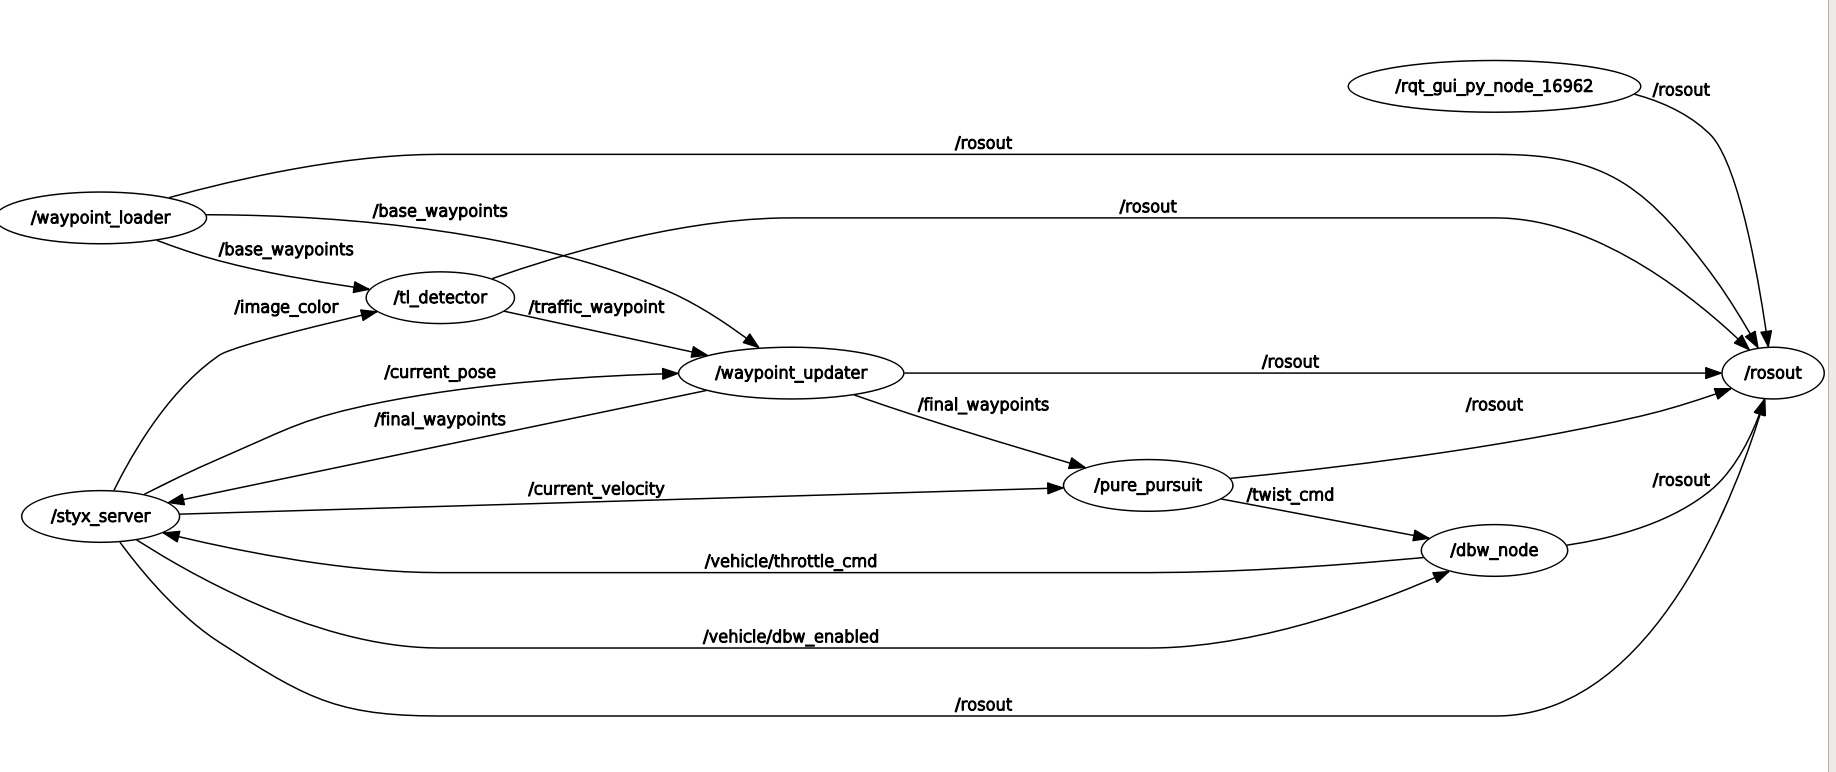 /rqt_gui_py_node_16962
/rosout
/rosout
/rosout
/waypoint_loader
/base_waypoints
/base_waypoints
/tl_detector
/image_color
/traffic_waypoint
/current_pose
/waypoint_updater
/rosout
/rosout
/final_waypoints
/final_waypoints
/rosout
/current_velocity
/pure_pursuit
/twist_cmd
/rosout
/styx_server
/dbw_node
/vehicle/throttle_cmd
/vehicle/dbw_enabled
/rosout